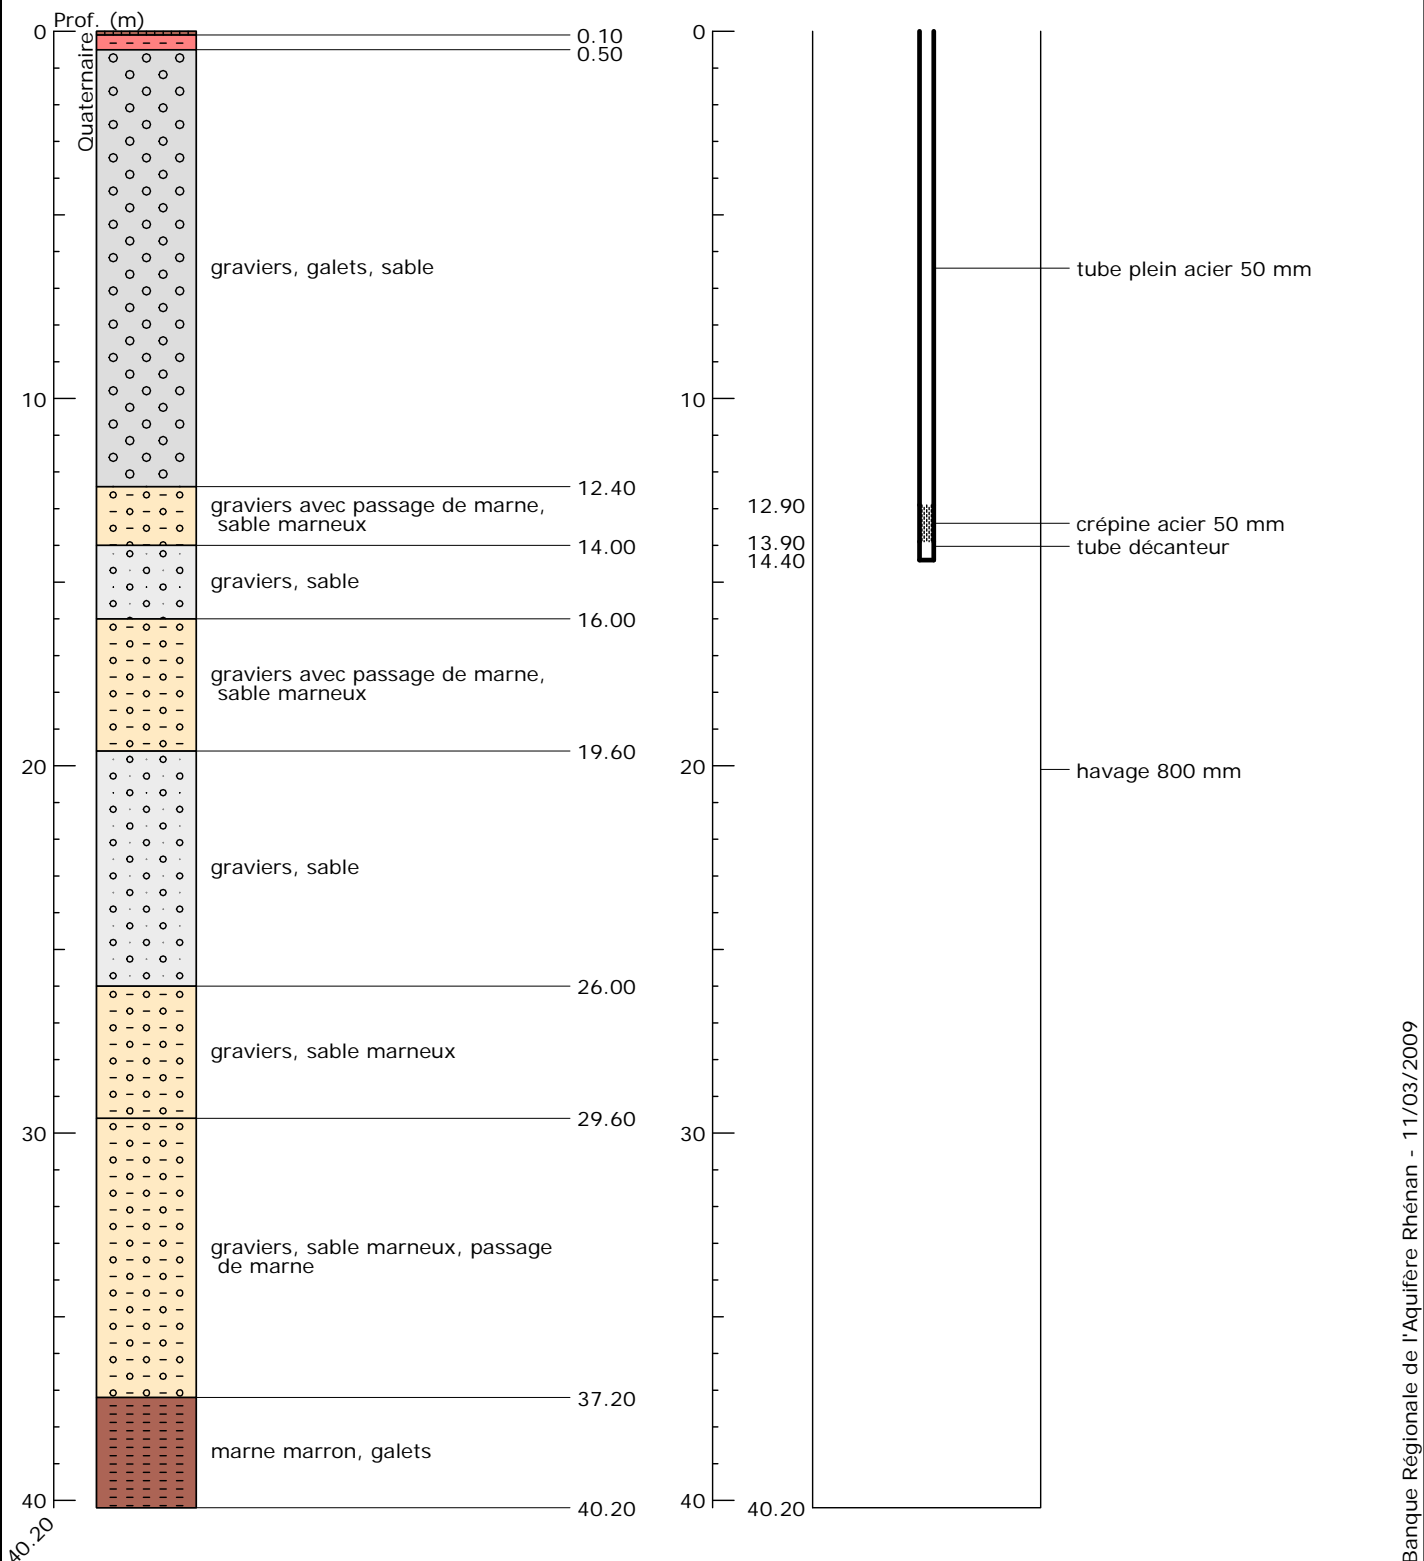 Prof. (m)
0
Quaternaire
0.10
0.50
graviers, galets, sable
10
12.40
graviers avec passage de marne,
sable marneux
14.00
graviers, sable
16.00
graviers avec passage de marne,
sable marneux
19.60
20
graviers, sable
26.00
graviers, sable marneux
29.60
30
graviers, sable marneux, passage
de marne
37.20
marne marron, galets
40
40.20
40.20
0
tube plein acier 50 mm
10
12.90
crépine acier 50 mm
13.90
tube décanteur
14.40
20
havage 800 mm
30
40
40.20
Banque Régionale de l'Aquifère Rhénan - 11/03/2009